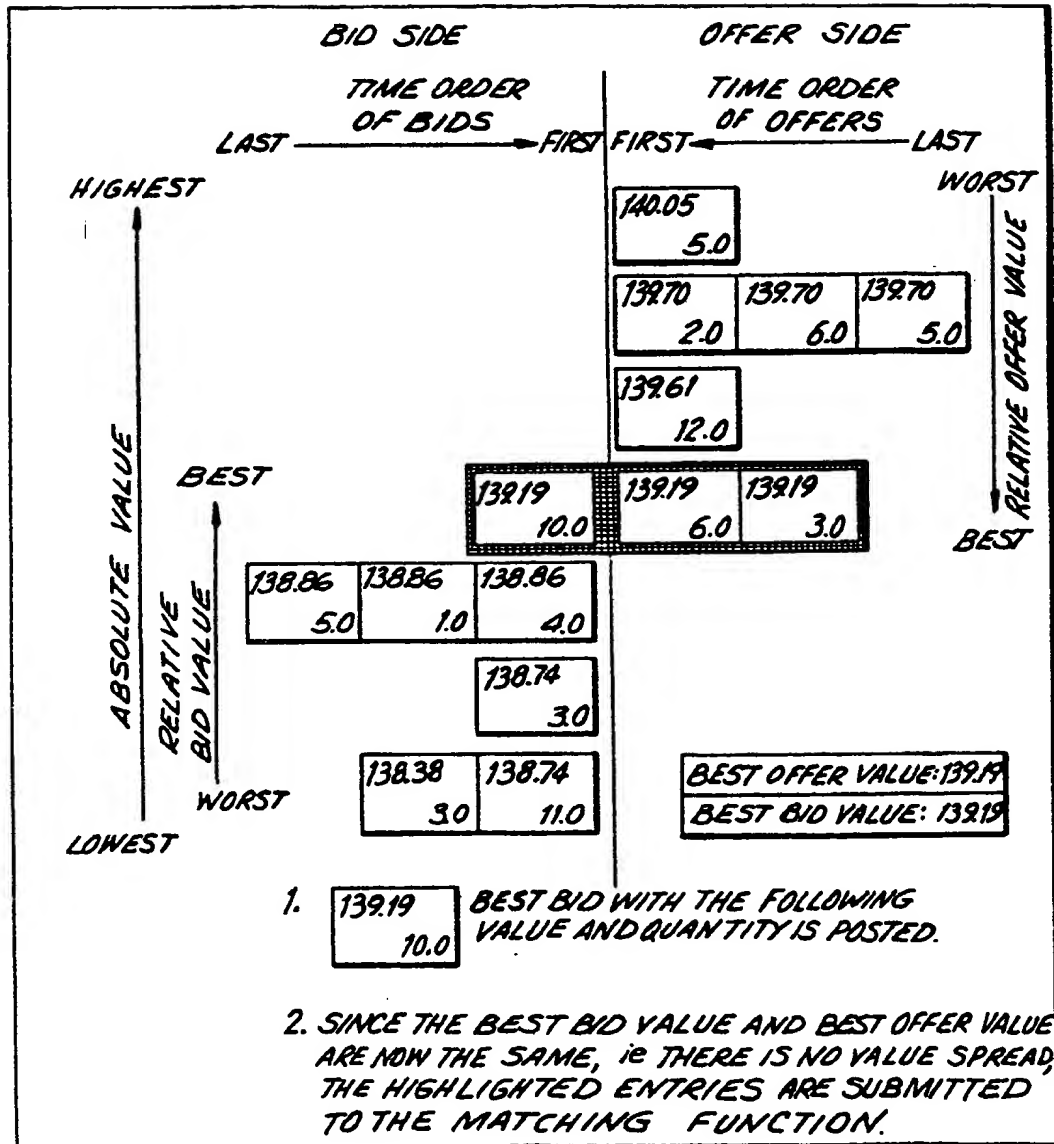 BID SIDE
OFFER SIDE
TIME ORDER
OF BIDS
TIME ORDER
OF OFFERS
LAST
FIRST
FIRST
LAST
HIGHEST
WORST
140.05
5.0
139.70
2.0
139.70
6.0
139.70
5.0
139.61
12.0
RELATIVE OFFER VALUE
ABSOLUTE VALUE
BEST
139.19
10.0
139.19
6.0
139.19
3.0
BEST
RELATIVE
BID VALUE
138.86
5.0
138.86
1.0
138.86
4.0
138.74
3.0
138.38
3.0
138.74
11.0
WORST
LOWEST
BEST OFFER VALUE: 139.19
BEST BID VALUE: 139.19
1.
139.19
10.0
BEST BID WITH THE FOLLOWING
VALUE AND QUANTITY IS POSTED.
2. SINCE THE BEST BID VALUE AND BEST OFFER VALUE
ARE NOW THE SAME, ie THERE IS NO VALUE SPREAD,
THE HIGHLIGHTED ENTRIES ARE SUBMITTED
TO THE MATCHING FUNCTION.